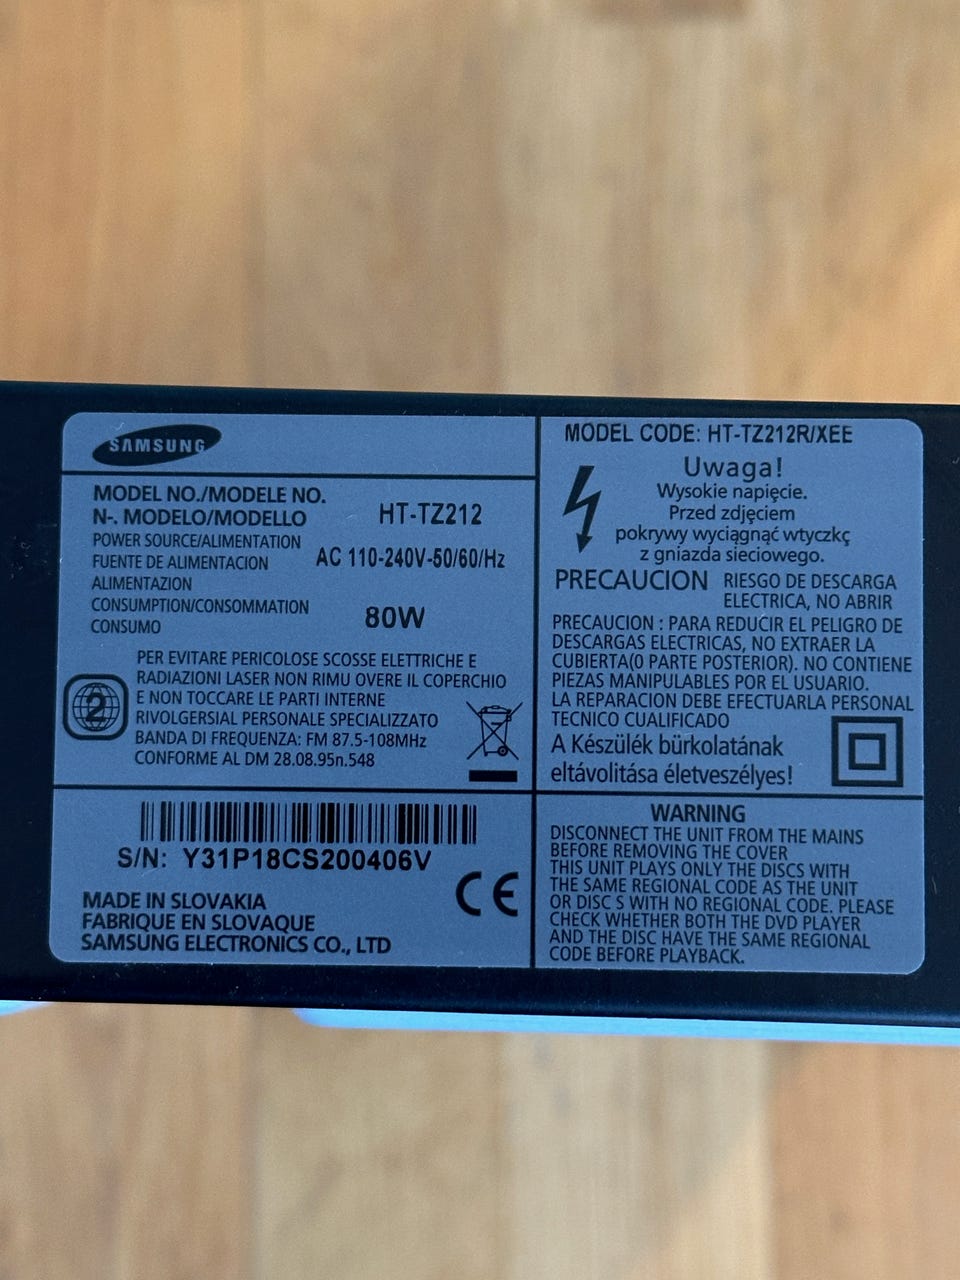 SAMSUNG
MODEL NO./MODELE NO.
N-. MODELO/MODELLO
HT-TZ212
POWER SOURCE/ALIMENTATION
FUENTE DE ALIMENTACION
ALIMENTAZION
AC 110-240V-50/60/Hz
CONSUMPTION/CONSOMMATION
CONSUMO
80W
2
PER EVITARE PERICOLOSE SCOSSE ELETTRICHE E
RADIAZIONI LASER NON RIMU OVERE IL COPERCHIO
E NON TOCCARE LE PARTI INTERNE
RIVOLGERSIAL PERSONALE SPECIALIZZATO
BANDA DI FREQUENZA: FM 87.5-108MHz
CONFORME AL DM 28.08.95n.548
S/N: Y31P18CS200406V
MADE IN SLOVAKIA
FABRIQUE EN SLOVAQUE
SAMSUNG ELECTRONICS CO., LTD
CE
MODEL CODE: HT-TZ212R/XEE
Uwaga!
Wysokie napięcie.
Przed zdjęciem
pokrywy wyciągnąć wtyczkę
z gniazda sieciowego.
PRECAUCION
RIESGO DE DESCARGA
ELECTRICA, NO ABRIR
PRECAUCION : PARA REDUCIR EL PELIGRO DE
DESCARGAS ELECTRICAS, NO EXTRAER LA
CUBIERTA(0 PARTE POSTERIOR). NO CONTIENE
PIEZAS MANIPULABLES POR EL USUARIO.
LA REPARACION DEBE EFECTUARLA PERSONAL
TECNICO CUALIFICADO
A Készülék bürkolatának
eltávolitása életveszélyes!
WARNING
DISCONNECT THE UNIT FROM THE MAINS
BEFORE REMOVING THE COVER
THIS UNIT PLAYS ONLY THE DISCS WITH
THE SAME REGIONAL CODE AS THE UNIT
OR DISC S WITH NO REGIONAL CODE. PLEASE
CHECK WHETHER BOTH THE DVD PLAYER
AND THE DISC HAVE THE SAME REGIONAL
CODE BEFORE PLAYBACK.